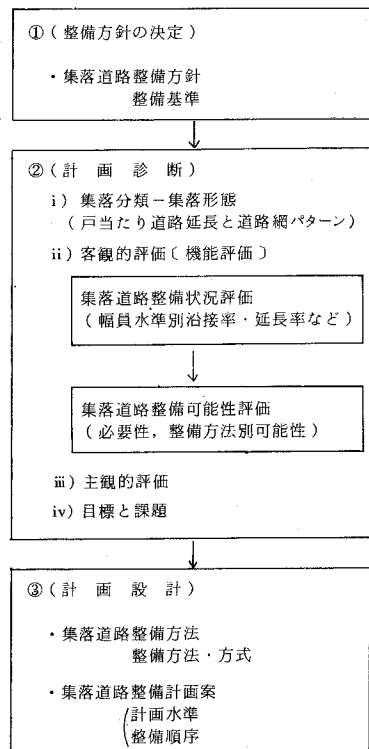 ①(整備方針の決定)
・集落道路整備方針
整備基準
②(計 画 診 断)
i) 集落分類−集落形態
(戸当たり道路延長と道路網パターン)
ii) 客観的評価〔機能評価〕
集落道路整備状況評価
(幅員水準別沿接率・延長率など)
集落道路整備可能性評価
(必要性,整備方法別可能性)
iii) 主観的評価
iv) 目標と課題
③(計 画 設 計)
・集落道路整備方法
整備方法・方式
・集落道路整備計画案
(計画水準
整備順序